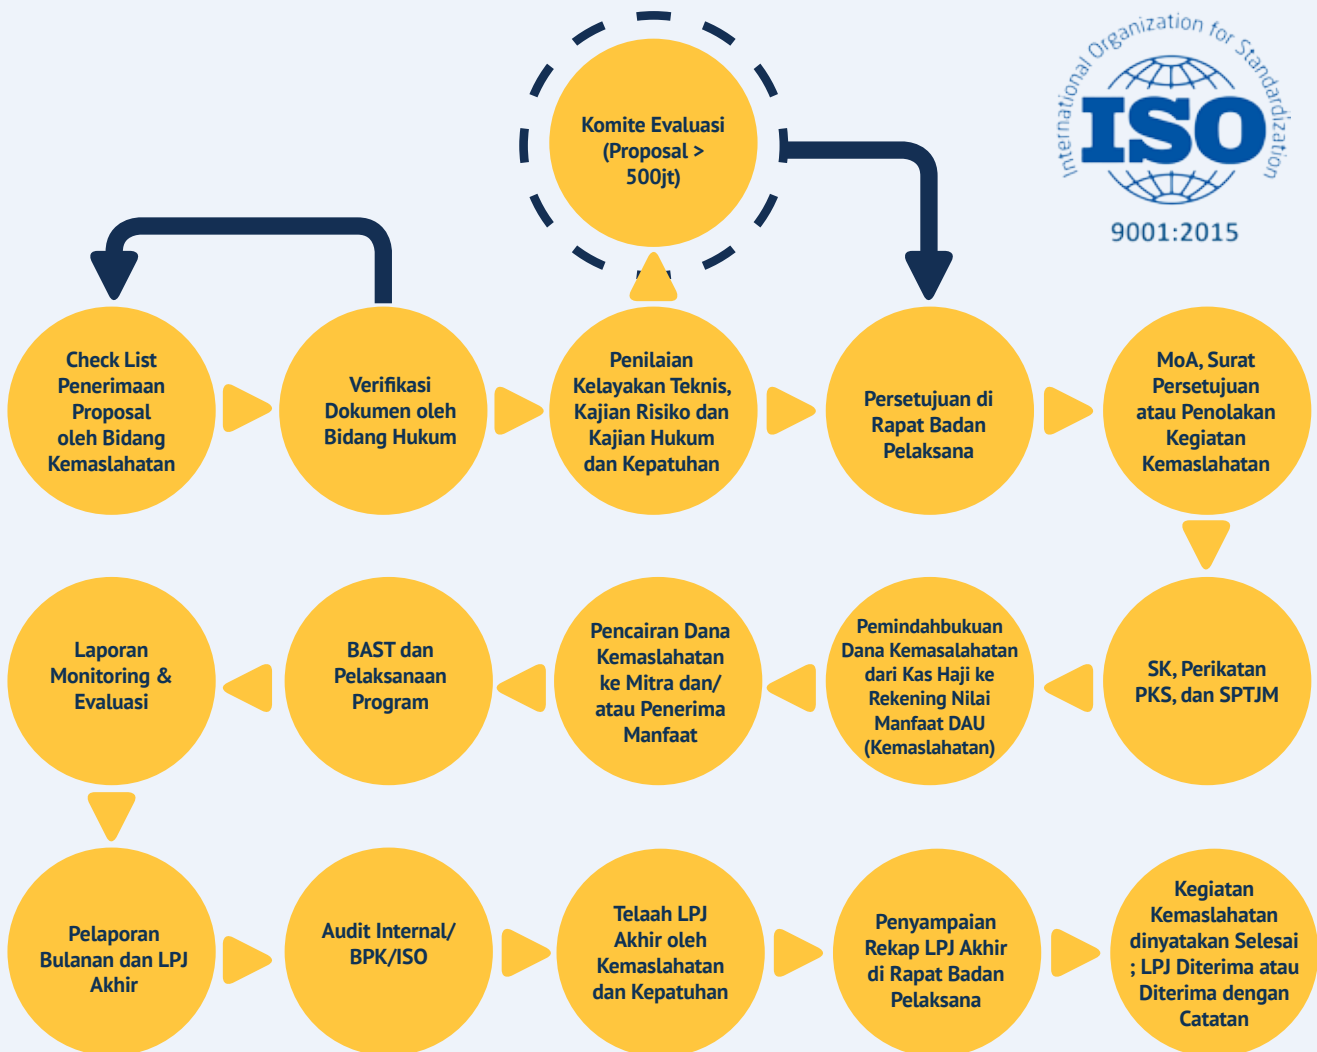 Komite Evaluasi
(Proposal >
500jt)
International Organization for Standardization
ISO
9001:2015
Check List
Penerimaan
Proposal
oleh Bidang
Kemaslahatan
Verifikasi
Dokumen oleh
Bidang Hukum
Penilaian
Kelayakan Teknis,
Kajian Risiko dan
Kajian Hukum
dan Kepatuhan
Persetujuan di
Rapat Badan
Pelaksana
MoA, Surat
Persetujuan
atau Penolakan
Kegiatan
Kemaslahatan
SK, Perikatan
PKS, dan SPTJM
Pemindahbukuan
Dana Kemasalahatan
dari Kas Haji ke
Rekening Nilai
Manfaat DAU
(Kemaslahatan)
Pencairan Dana
Kemaslahatan
ke Mitra dan/
atau Penerima
Manfaat
BAST dan
Pelaksanaan
Program
Laporan
Monitoring &
Evaluasi
Pelaporan
Bulanan dan LPJ
Akhir
Audit Internal/
BPK/ISO
Telaah LPJ
Akhir oleh
Kemaslahatan
dan Kepatuhan
Penyampaian
Rekap LPJ Akhir
di Rapat Badan
Pelaksana
Kegiatan
Kemaslahatan
dinyatakan Selesai
; LPJ Diterima atau
Diterima dengan
Catatan